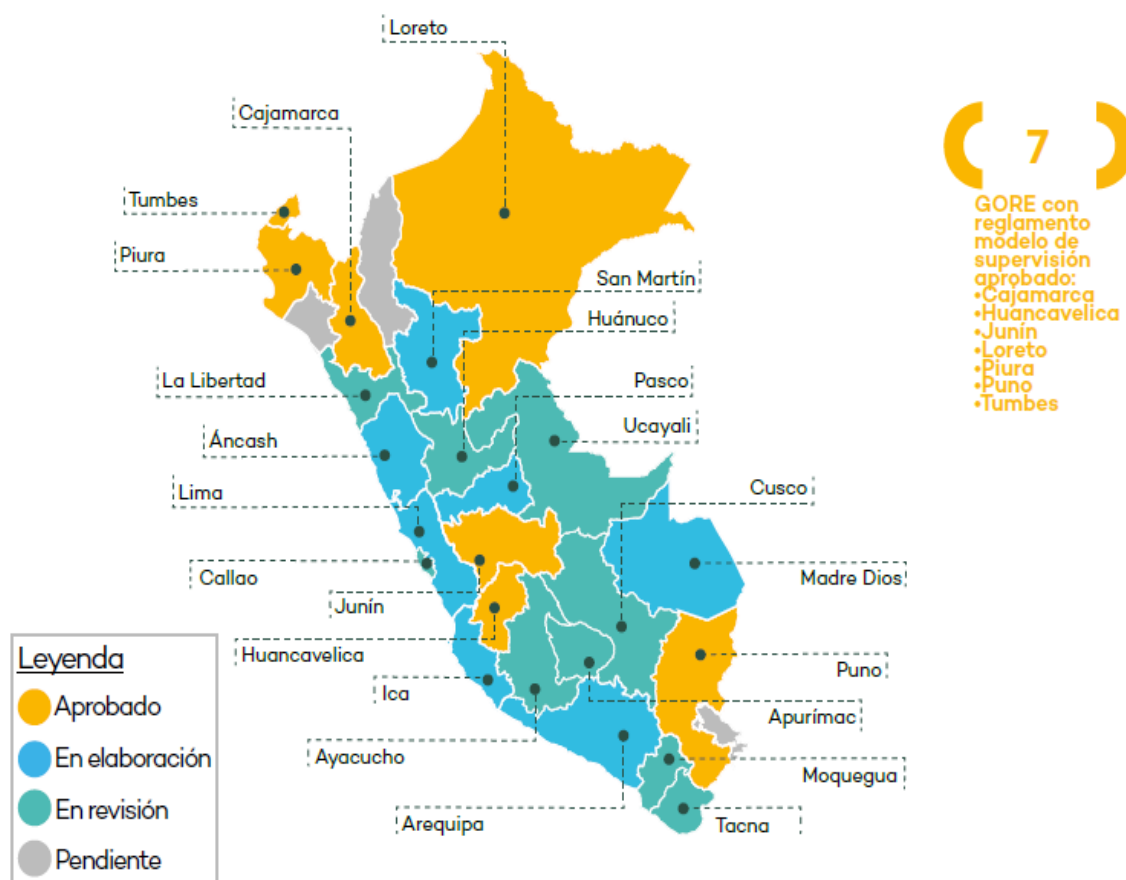 Loreto
Cajamarca
Tumbes
Piura
San Martín
Huánuco
La Libertad
Pasco
Áncash
Ucayali
Lima
Cusco
Callao
Madre Dios
Junín
Huancavelica
Puno
Ica
Apurímac
Ayacucho
Moquegua
Arequipa
Tacna
7
GORE con
reglamento
modelo de
supervisión
aprobado:
•Cajamarca
•Huancavelica
•Junín
•Loreto
•Piura
•Puno
•Tumbes
Leyenda
Aprobado
En elaboración
En revisión
Pendiente